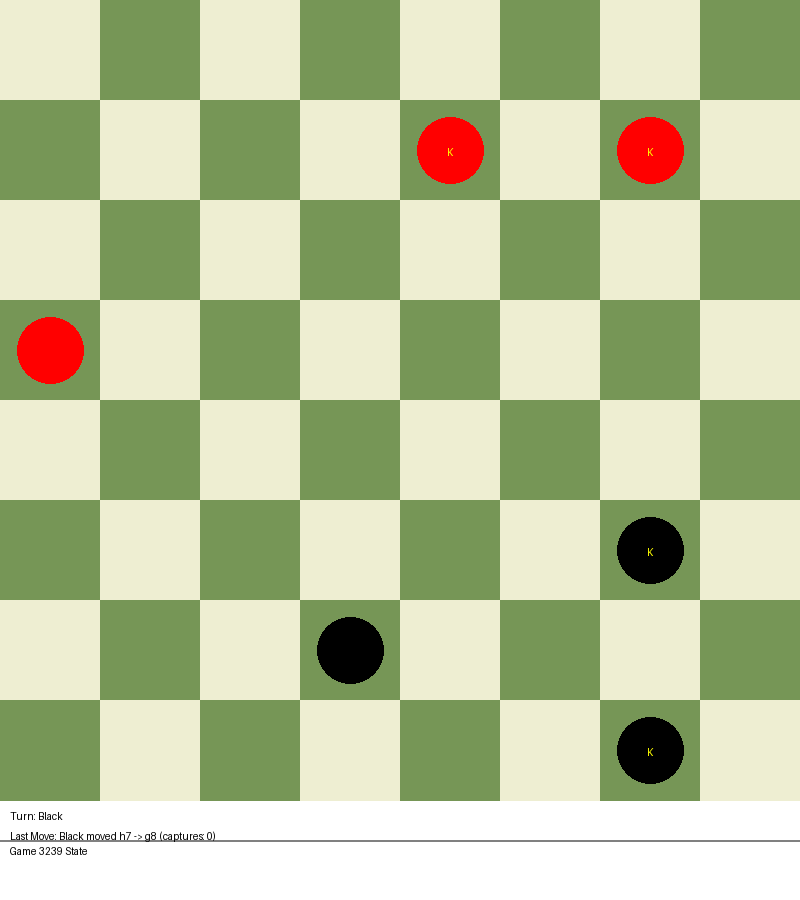 K K
K
K
Turn: Black
Last Move: Black moved h7 -> g8 (captures: 0)
Game 3239 State